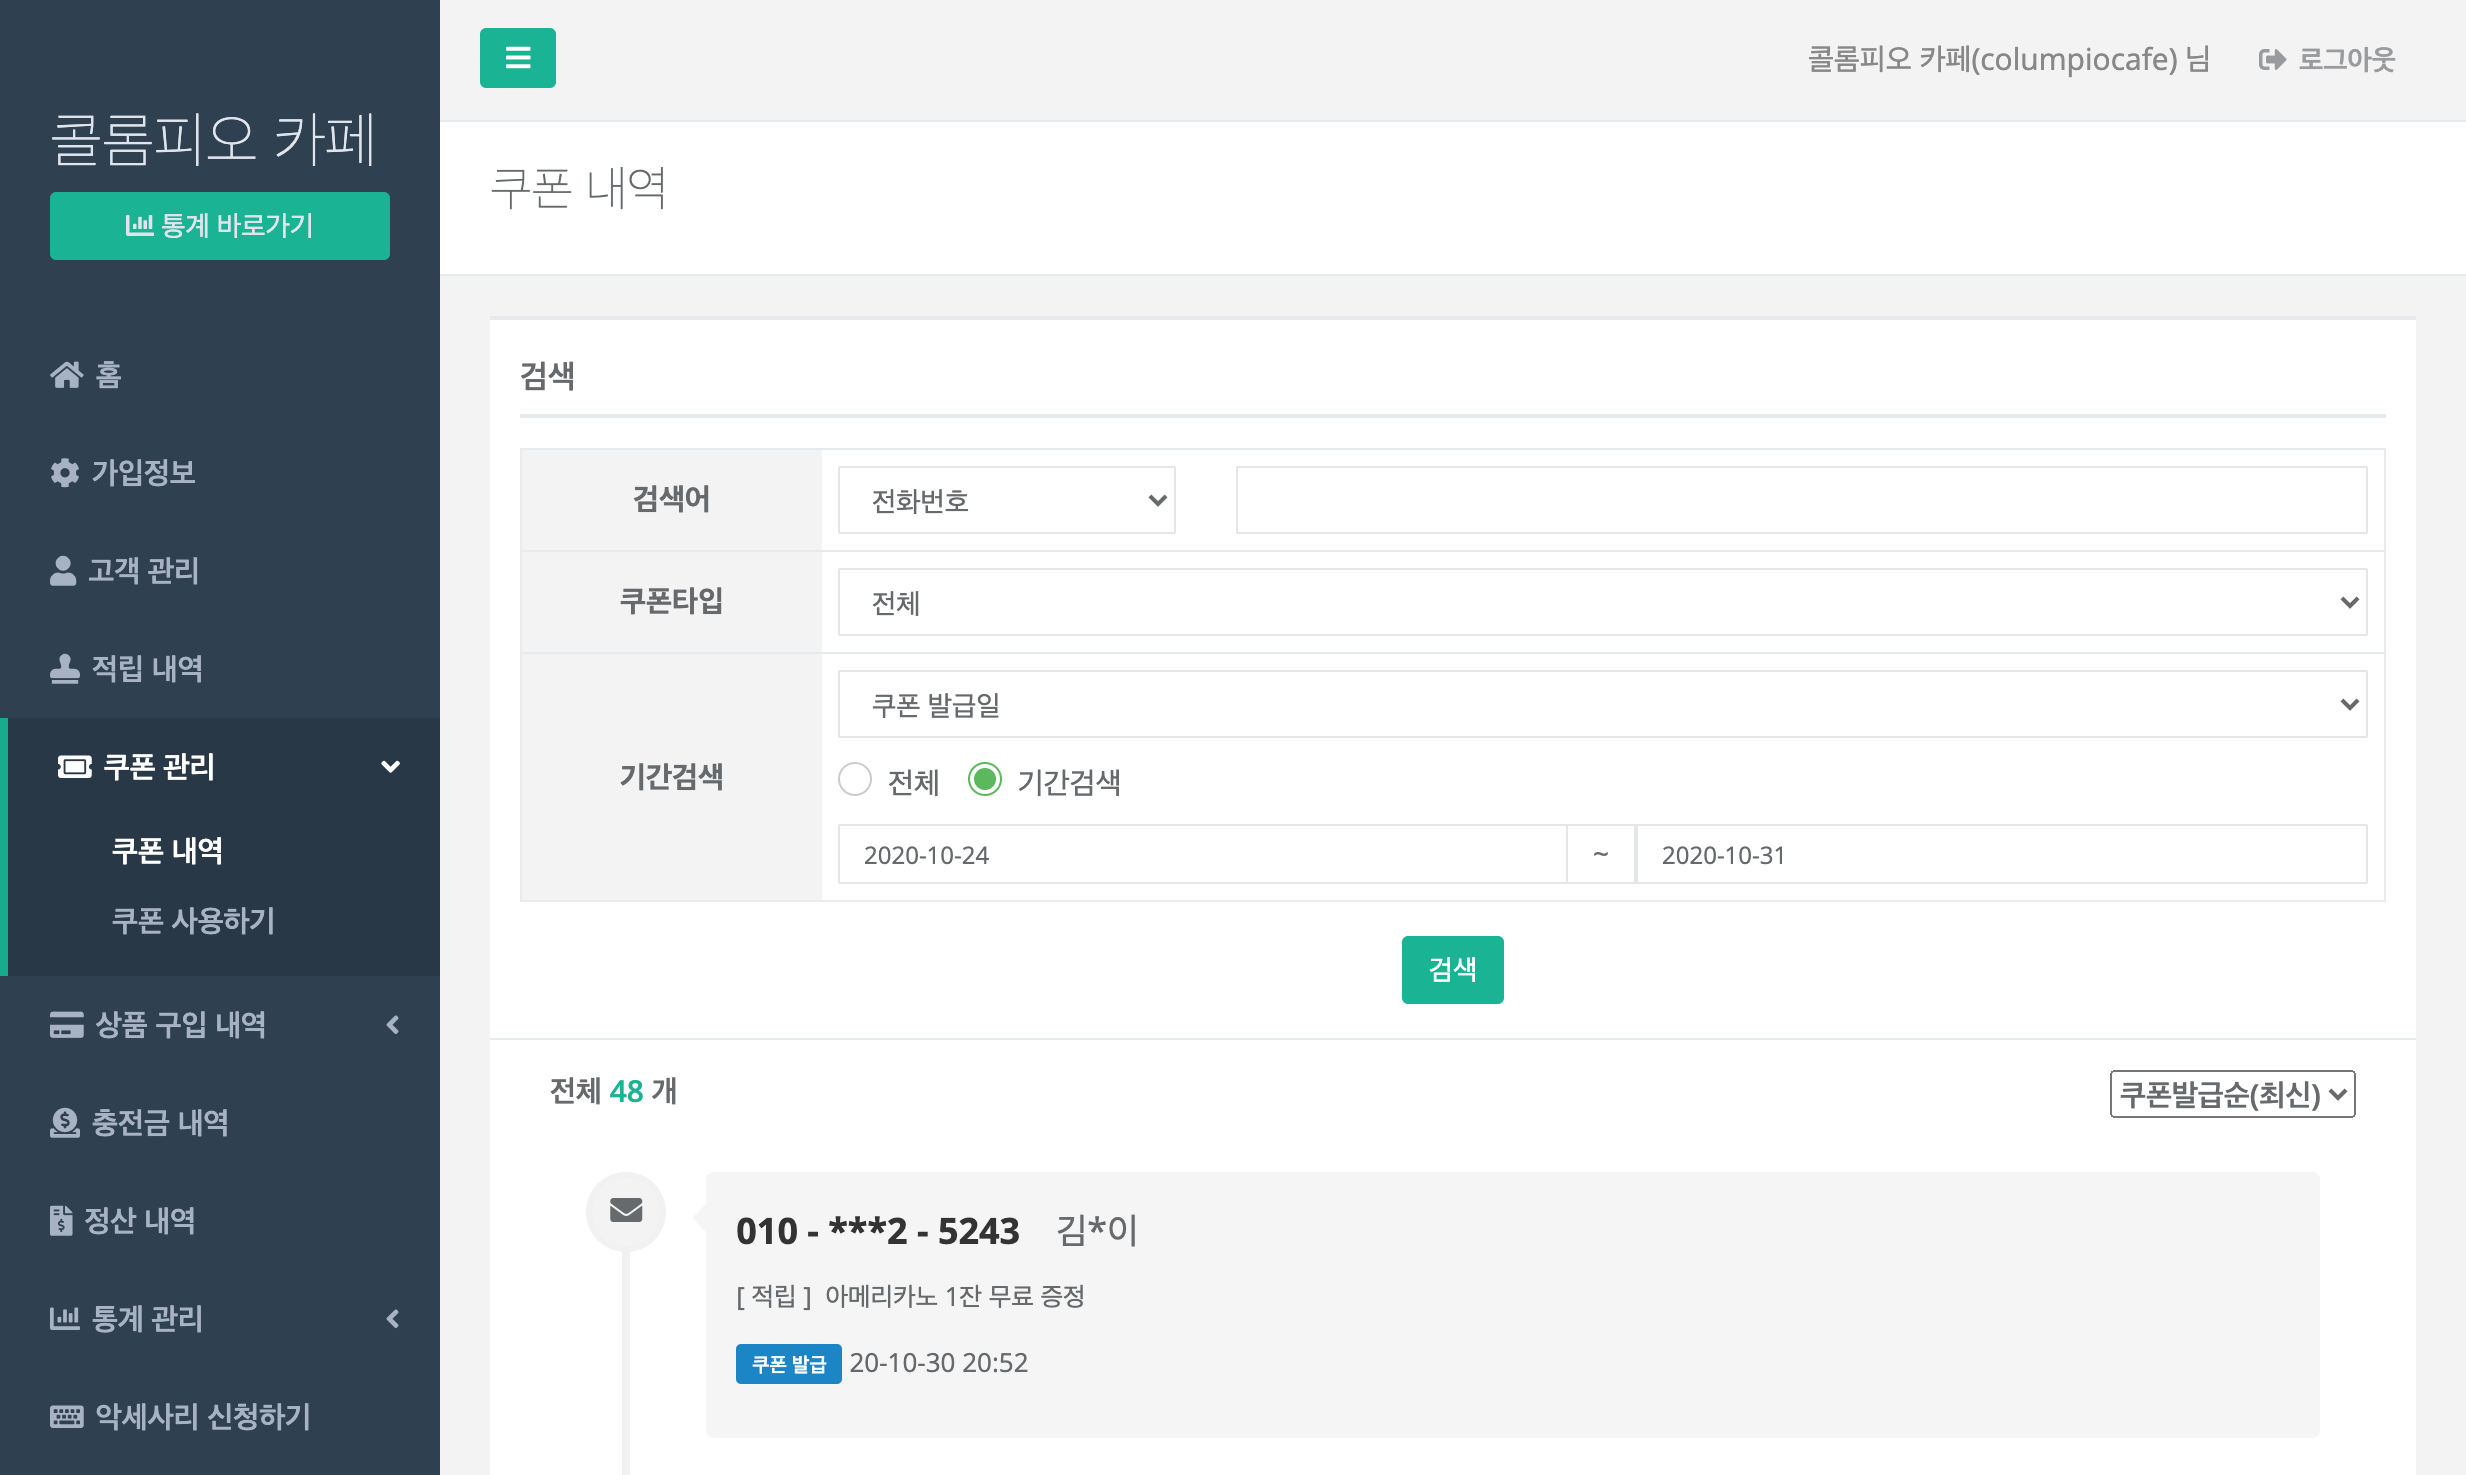 콜롬피오 카페
통계 바로가기
홈
가입정보
고객 관리
적립 내역
쿠폰 관리
쿠폰 내역
쿠폰 사용하기
상품 구입 내역
충전금 내역
정산 내역
통계 관리
악세사리 신청하기
콜롬피오 카페(columpiocafe) 님 로그아웃
쿠폰 내역
검색
검색어 전화번호
쿠폰타입 전체
기간검색 쿠폰 발급일
전체 기간검색
2020-10-24 ~ 2020-10-31
검색
전체 48 개 쿠폰발급순(최신)
010 - ***2 - 5243 김*이
[ 적립 ] 아메리카노 1잔 무료 증정
쿠폰 발급 20-10-30 20:52